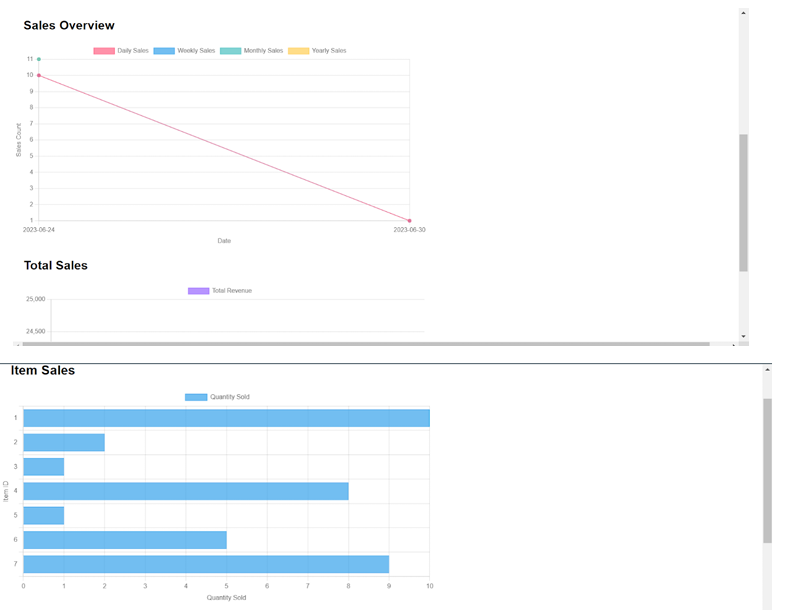 Sales Overview
Daily Sales Weekly Sales Monthly Sales Yearly Sales
11
10
9
8
7
6
5
4
3
2
1
Sales Count
2023-06-24 2023-06-30
Date
Total Sales
Total Revenue
25,000
24,500
Item Sales
Quantity Sold
1
2
3
4
5
6
7
Item ID
0 1 2 3 4 5 6 7 8 9 10
Quantity Sold